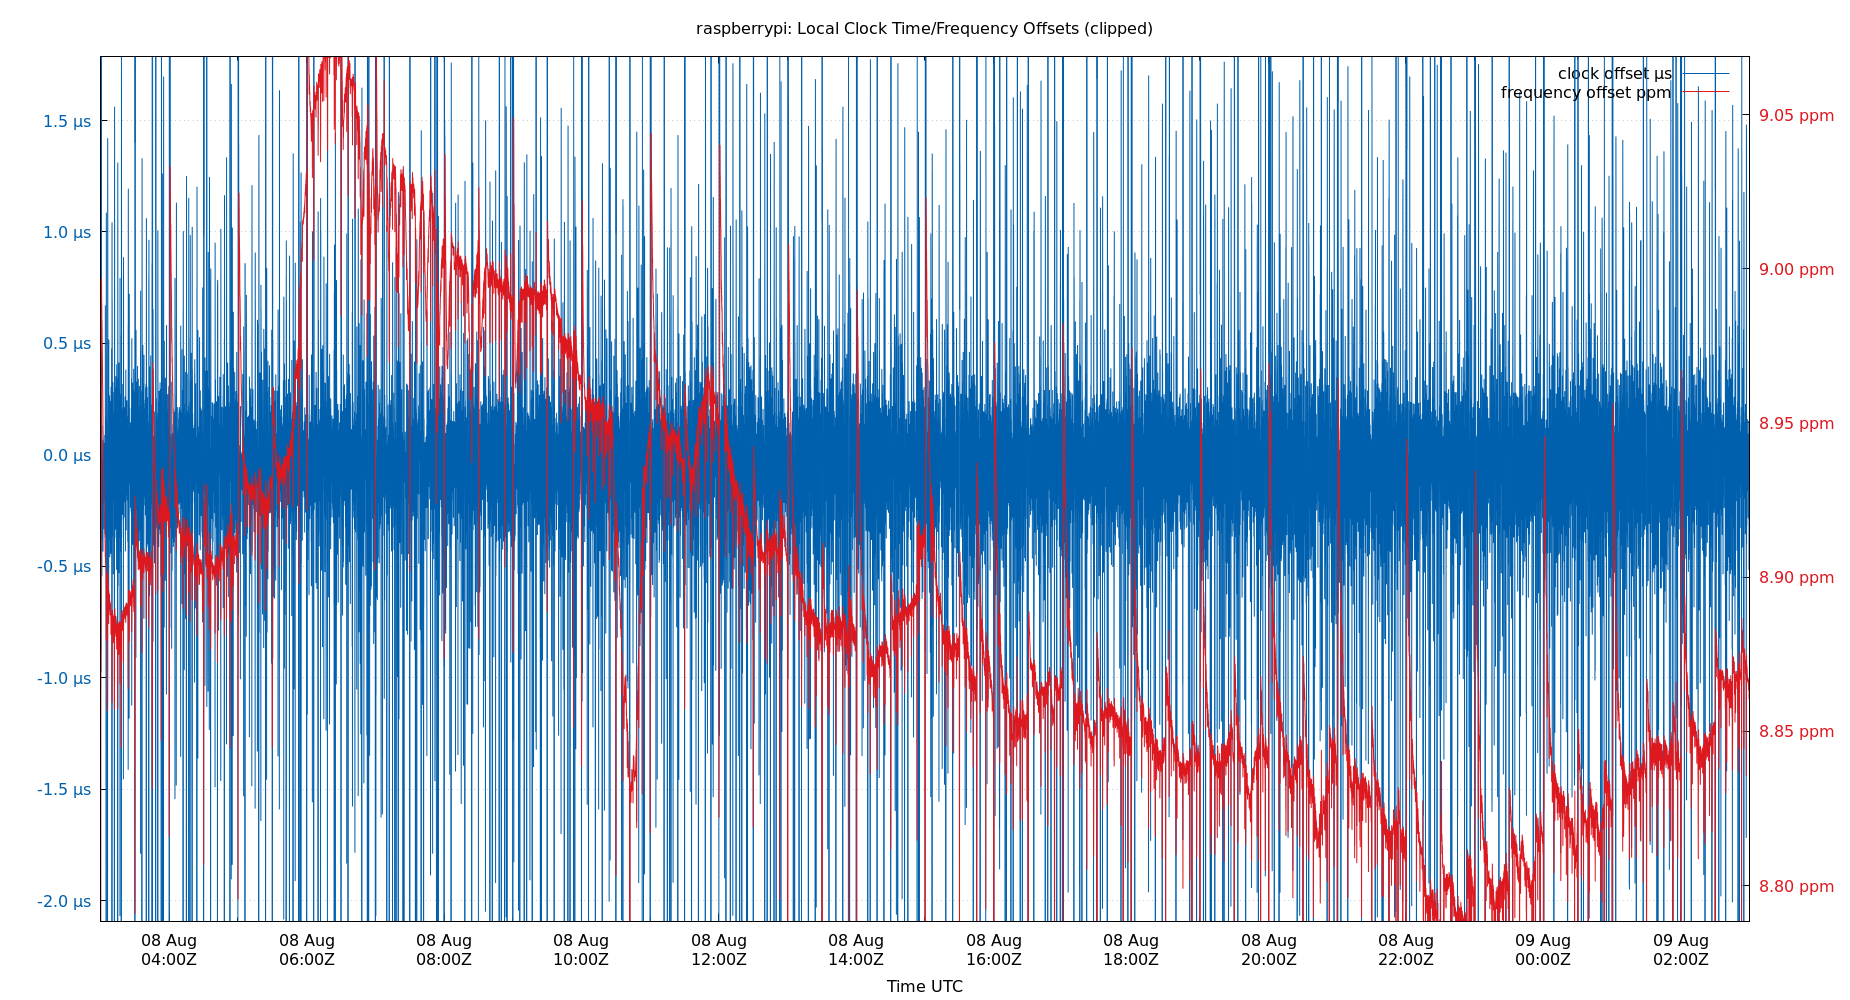 raspberrypi: Local Clock Time/Frequency Offsets (clipped)
clock offset µs
frequency offset ppm
1.5 µs
1.0 µs
0.5 µs
0.0 µs
-0.5 µs
-1.0 µs
-1.5 µs
-2.0 µs
9.05 ppm
9.00 ppm
8.95 ppm
8.90 ppm
8.85 ppm
8.80 ppm
08 Aug
04:00Z
08 Aug
06:00Z
08 Aug
08:00Z
08 Aug
10:00Z
08 Aug
12:00Z
08 Aug
14:00Z
08 Aug
16:00Z
08 Aug
18:00Z
08 Aug
20:00Z
08 Aug
22:00Z
09 Aug
00:00Z
09 Aug
02:00Z
Time UTC